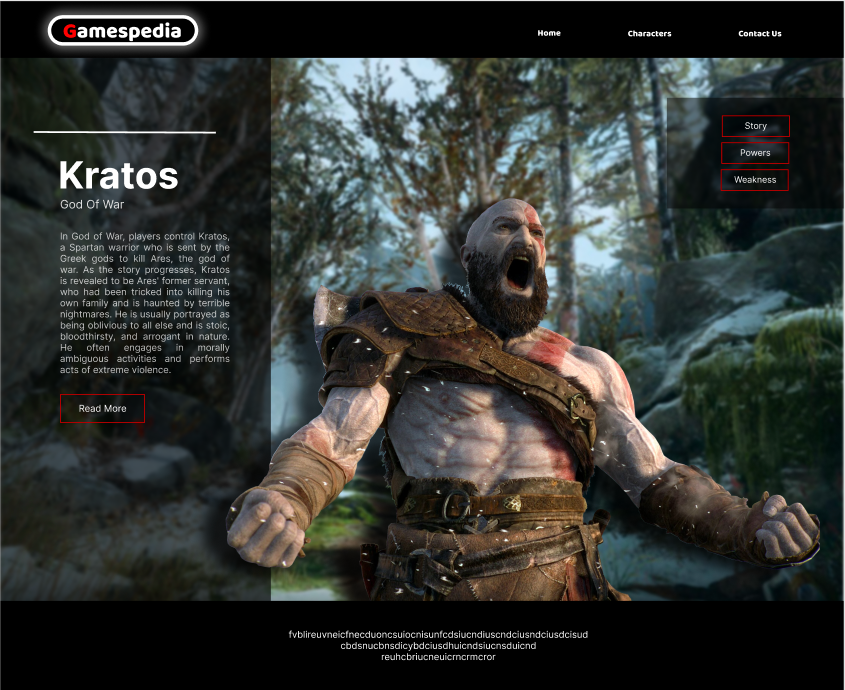 Gamespedia
Home Characters Contact Us
Story
Powers
Weakness
Kratos
God Of War
In God of War, players control Kratos,
a Spartan warrior who is sent by the
Greek gods to kill Ares, the god of
war. As the story progresses, Kratos
is revealed to be Ares' former servant,
who had been tricked into killing his
own family and is haunted by terrible
nightmares. He is usually portrayed as
being oblivious to all else and is stoic,
bloodthirsty, and arrogant in nature.
He often engages in morally
ambiguous activities and performs
acts of extreme violence.
Read More
fvblireuvneicfnecduoncsuiocnisunfcdsiucndiuscndciusndciusdcisud
cbdsnucbnsdicybdciusdhuicndsiucnsduicnd
reuhcbriucneuicrncrmcror